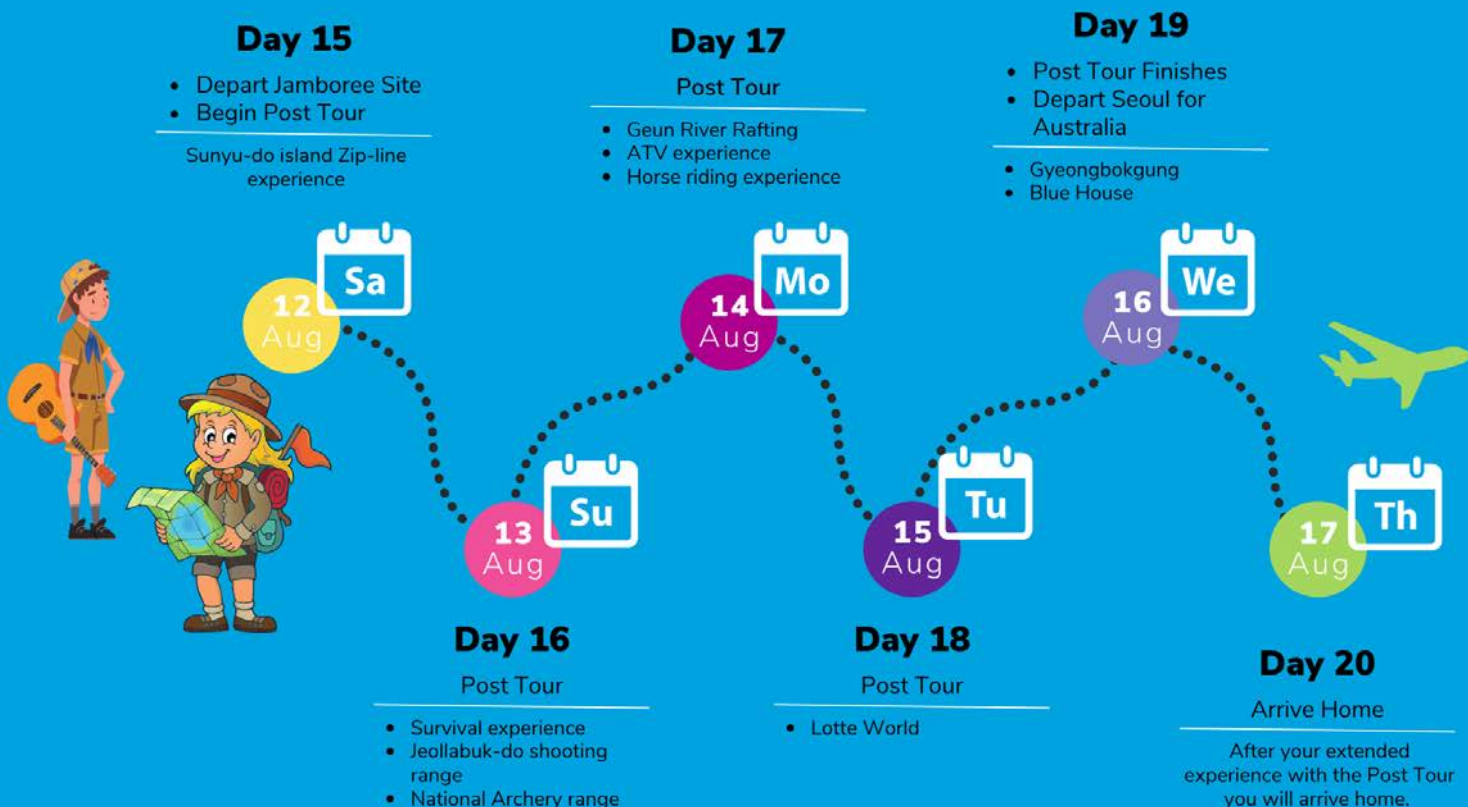 Day 15
• Depart Jamboree Site
• Begin Post Tour
Sunyu-do island Zip-line
experience
Sa
12
Aug
Day 16
Post Tour
• Survival experience
• Jeollabuk-do shooting
range
• National Archery range
Su
13
Aug
Day 17
Post Tour
• Geun River Rafting
• ATV experience
• Horse riding experience
Mo
14
Aug
Day 18
Post Tour
• Lotte World
Tu
15
Aug
Day 19
• Post Tour Finishes
• Depart Seoul for
Australia
• Gyeongbokgung
• Blue House
We
16
Aug
Day 20
Arrive Home
After your extended
experience with the Post Tour
you will arrive home.
Th
17
Aug